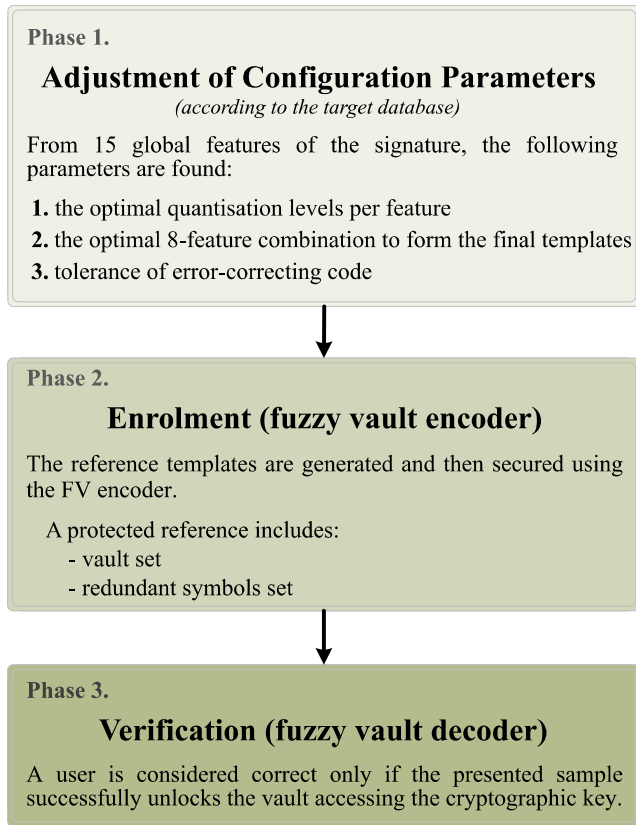 Phase 1.
Adjustment of Configuration Parameters
(according to the target database)
From 15 global features of the signature, the following
parameters are found:
1. the optimal quantisation levels per feature
2. the optimal 8-feature combination to form the final templates
3. tolerance of error-correcting code
Phase 2.
Enrolment (fuzzy vault encoder)
The reference templates are generated and then secured using
the FV encoder.
A protected reference includes:
- vault set
- redundant symbols set
Phase 3.
Verification (fuzzy vault decoder)
A user is considered correct only if the presented sample
successfully unlocks the vault accessing the cryptographic key.